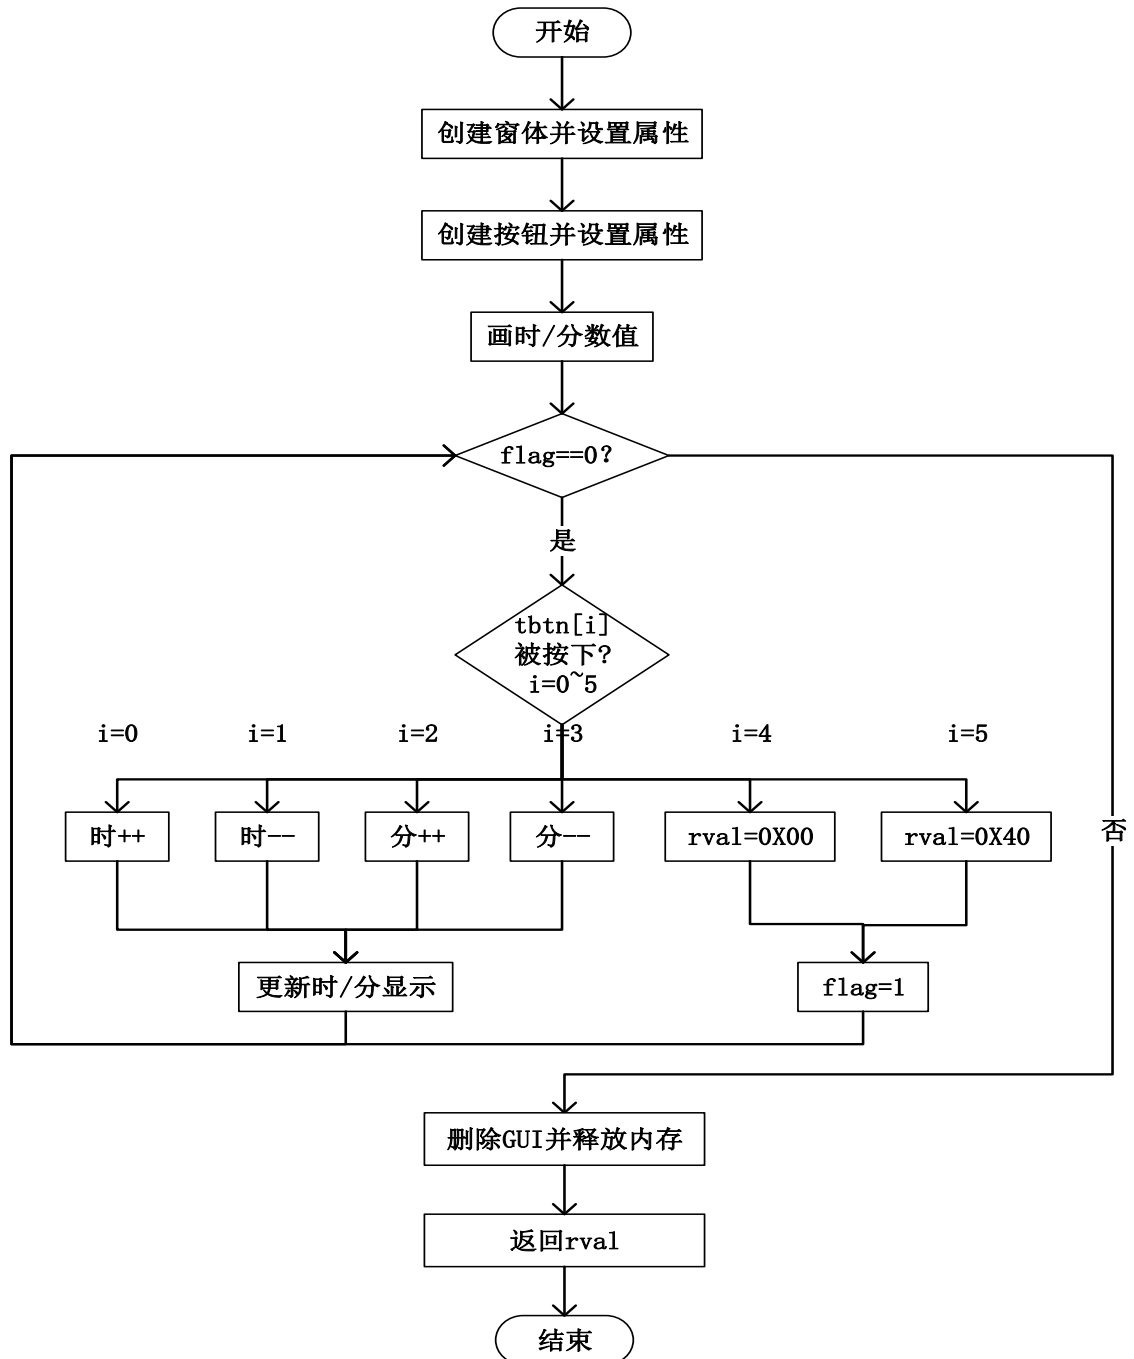 开始
创建窗体并设置属性
创建按钮并设置属性
画时/分数值
flag==0?
是
tbtn[i]
被按下?
i=0~5
i=0
i=1
i=2
i=3
i=4
i=5
时++
时--
分++
分--
rval=0X00
rval=0X40
否
更新时/分显示
flag=1
删除GUI并释放内存
返回rval
结束